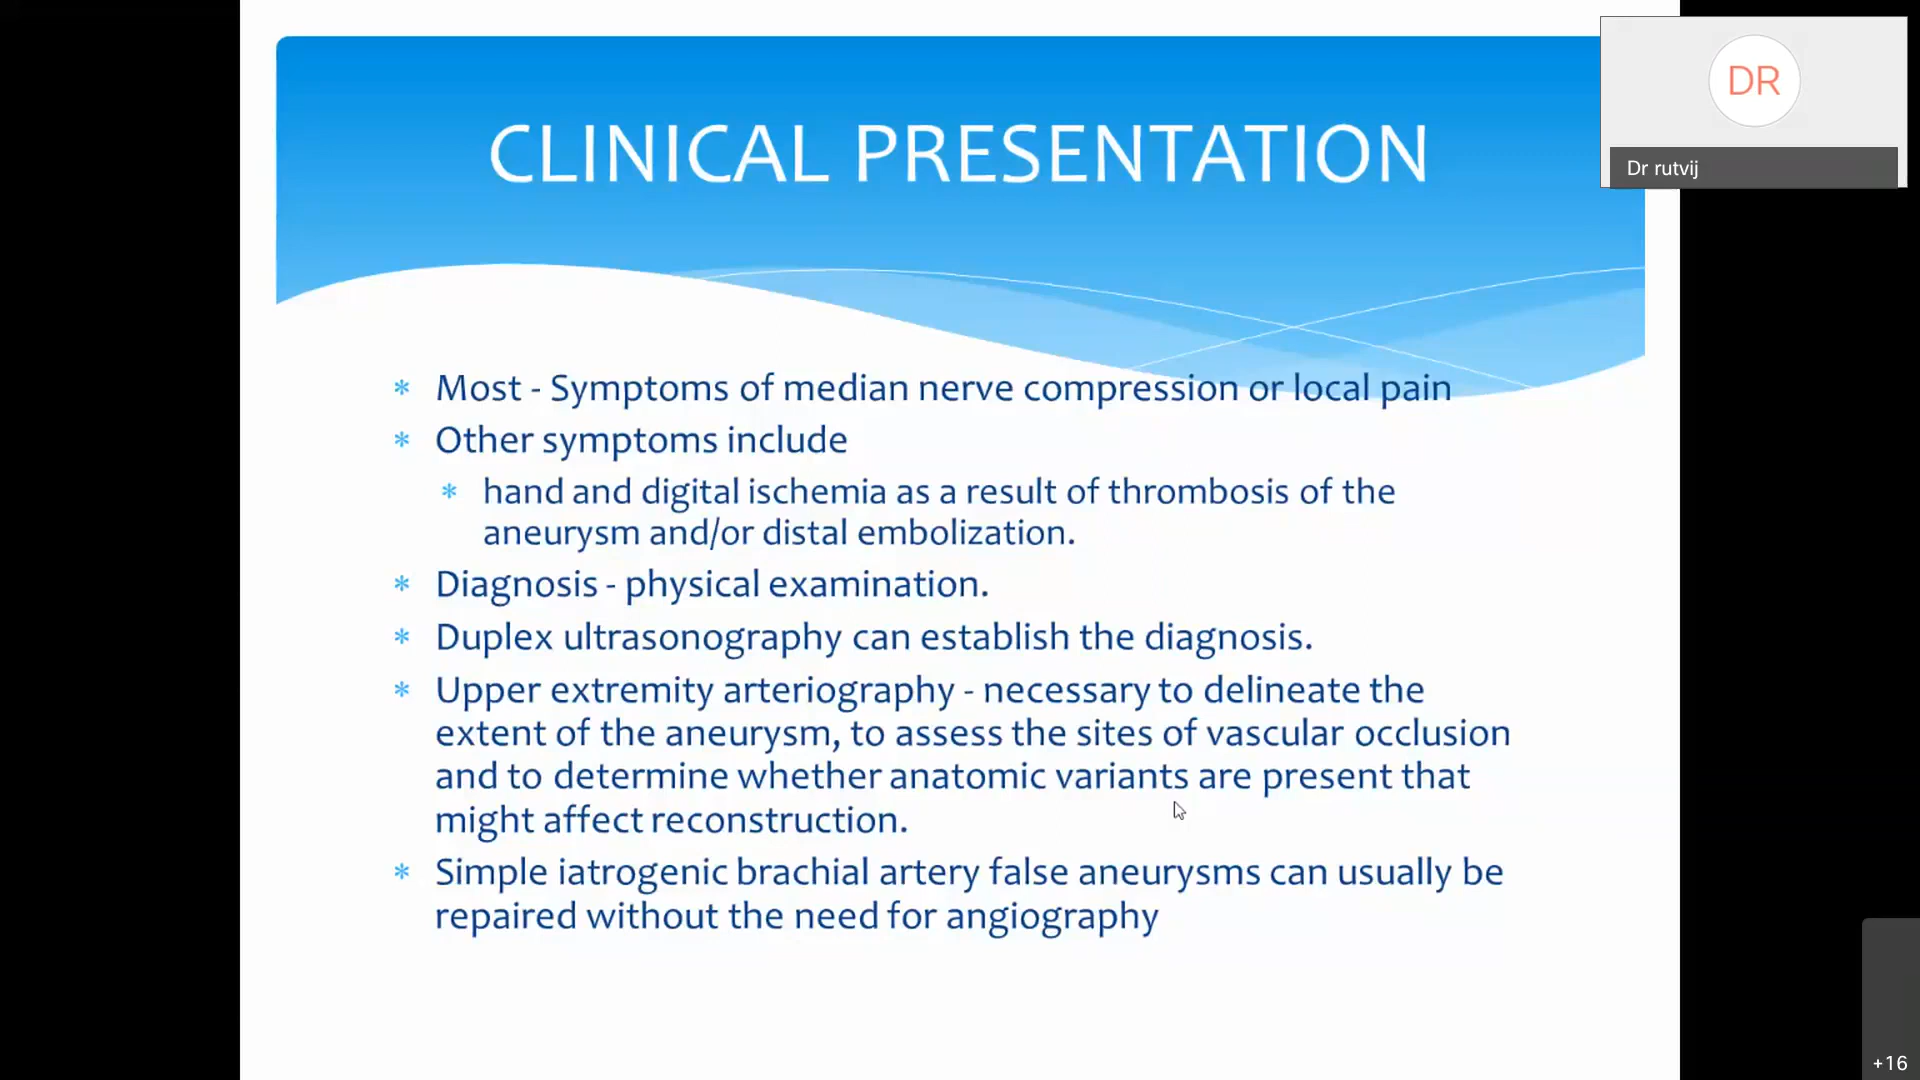 CLINICAL PRESENTATION
DR
Dr rutvij
* Most - Symptoms of median nerve compression or local pain
* Other symptoms include
* hand and digital ischemia as a result of thrombosis of the
aneurysm and/or distal embolization.
* Diagnosis - physical examination.
* Duplex ultrasonography can establish the diagnosis.
* Upper extremity arteriography - necessary to delineate the
extent of the aneurysm, to assess the sites of vascular occlusion
and to determine whether anatomic variants are present that
might affect reconstruction.
* Simple iatrogenic brachial artery false aneurysms can usually be
repaired without the need for angiography
+16